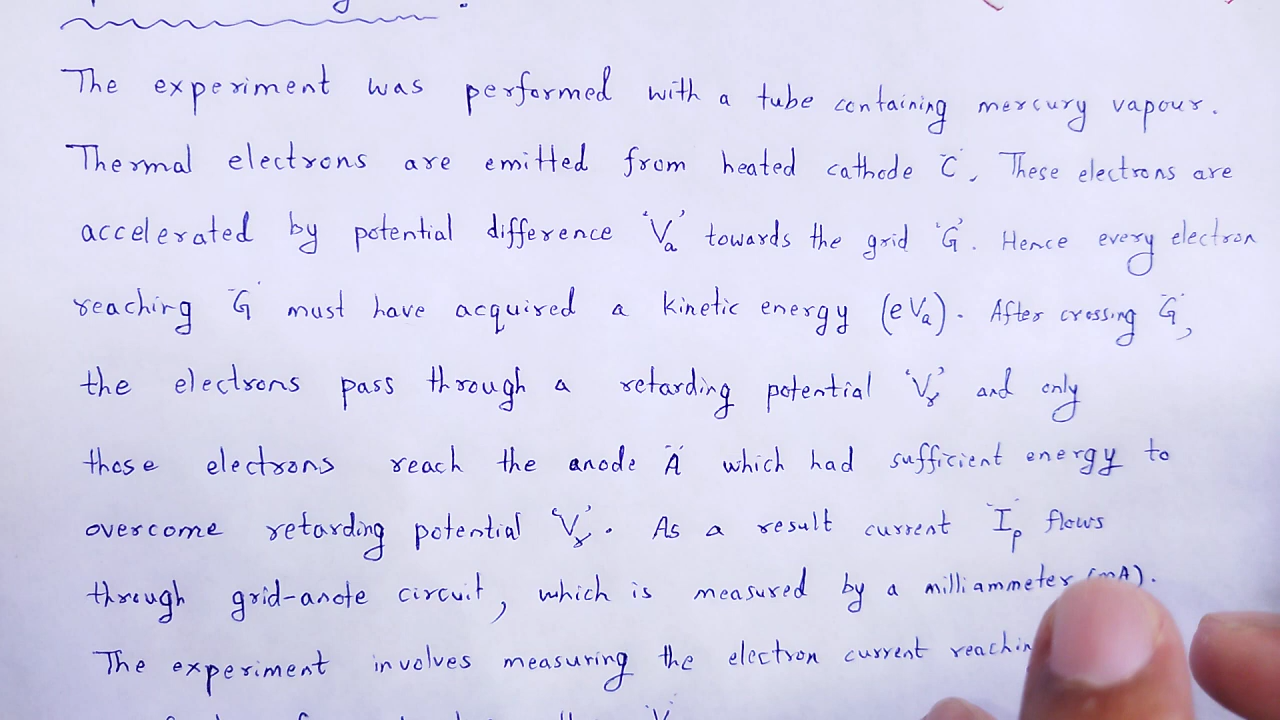 The experiment was performed with a tube containing mercury vapour.
Thermal electrons are emitted from heated cathode 'C'. These electrons are
accelerated by potential difference 'Va' towards the grid 'G'. Hence every electron
reaching 'G' must have acquired a kinetic energy (eVa). After crossing 'G',
the electrons pass through a retarding potential 'Vr' and only
those electrons reach the anode 'A' which had sufficient energy to
overcome retarding potential 'Vr'. As a result current 'Ip' flows
through grid-anote circuit, which is measured by a milliammeter (mA).
The experiment involves measuring the electron current reachin